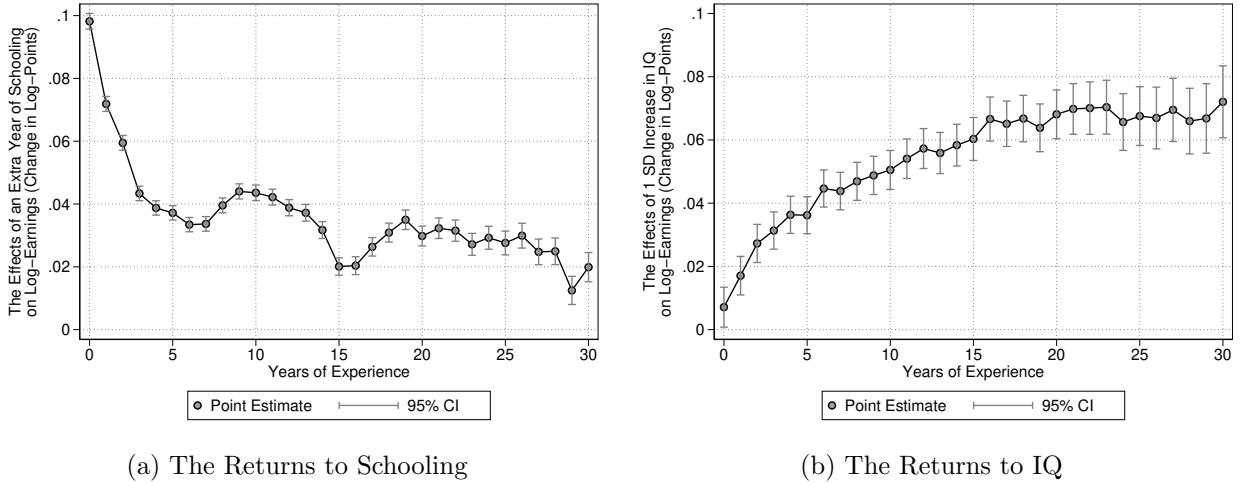 The Effects of an Extra Year of Schooling
on Log−Earnings (Change in Log−Points)
.1
.08
.06
.04
.02
0
0 5 10 15 20 25 30
Years of Experience
Point Estimate 95% CI
(a) The Returns to Schooling
The Effects of 1 SD Increase in IQ
on Log−Earnings (Change in Log−Points)
.1
.08
.06
.04
.02
0
0 5 10 15 20 25 30
Years of Experience
Point Estimate 95% CI
(b) The Returns to IQ